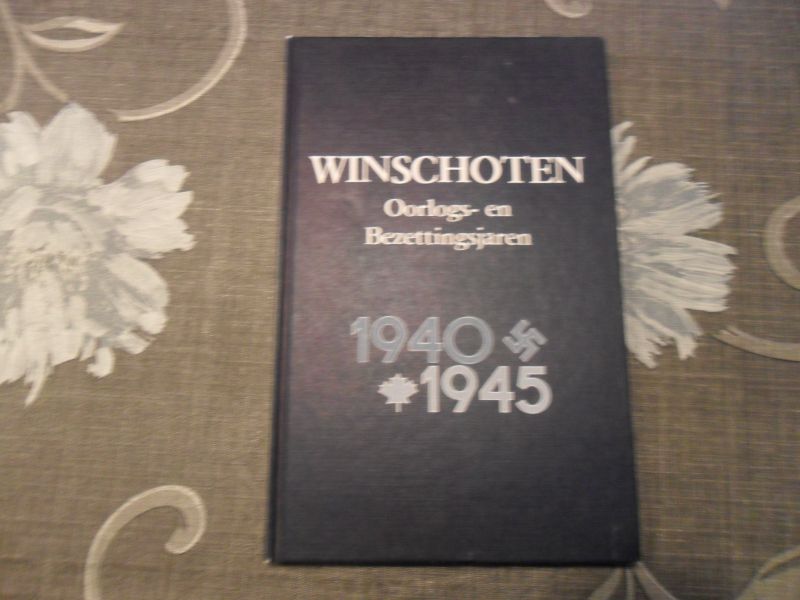 WINSCHOTEN
Oorlogs- en
Bezettingsjaren
1940
1945